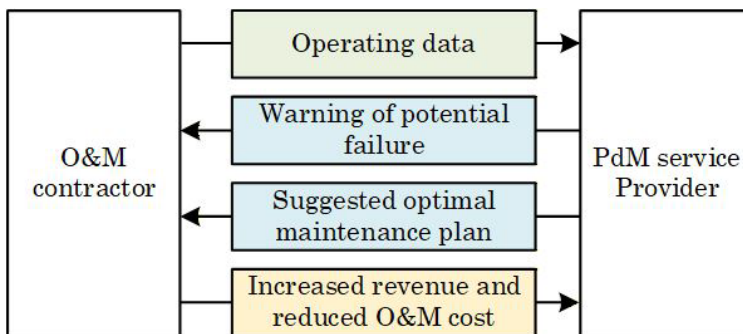 O&M
contractor
Operating data
Warning of potential
failure
Suggested optimal
maintenance plan
Increased revenue and
reduced O&M cost
PdM service
Provider